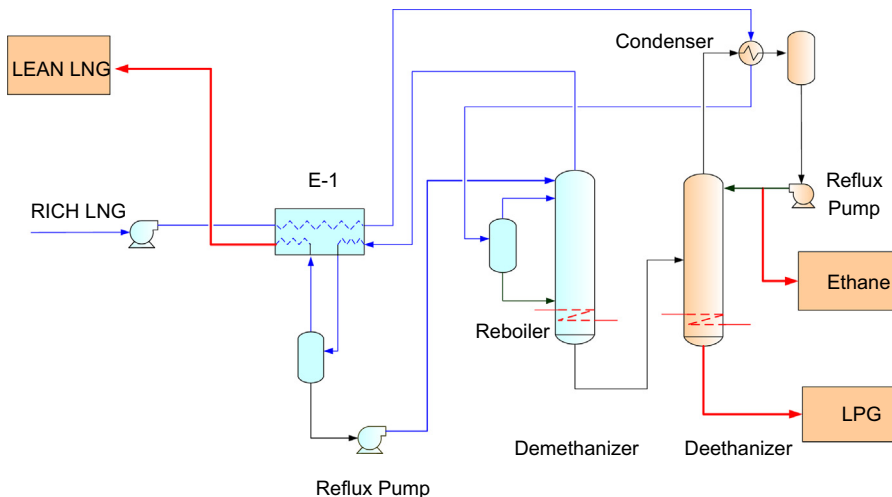 Condenser
LEAN LNG
E-1
RICH LNG
Reflux
Pump
Ethane
Reboiler
LPG
Demethanizer
Deethanizer
Reflux Pump